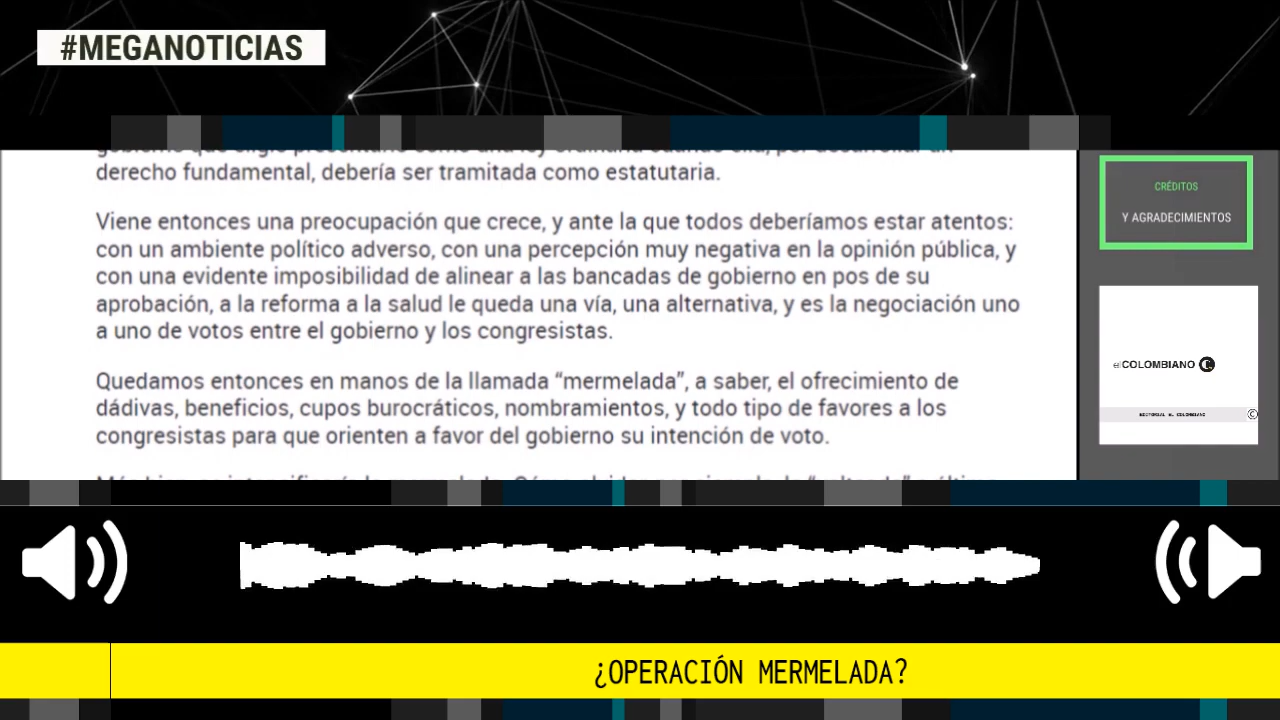 #MEGANOTICIAS
derecho fundamental, debería ser tramitada como estatutaria.
Viene entonces una preocupación que crece, y ante la que todos deberíamos estar atentos:
con un ambiente político adverso, con una percepción muy negativa en la opinión pública, y
con una evidente imposibilidad de alinear a las bancadas de gobierno en pos de su
aprobación, a la reforma a la salud le queda una vía, una alternativa, y es la negociación uno
a uno de votos entre el gobierno y los congresistas.
Quedamos entonces en manos de la llamada “mermelada”, a saber, el ofrecimiento de
dádivas, beneficios, cupos burocráticos, nombramientos, y todo tipo de favores a los
congresistas para que orienten a favor del gobierno su intención de voto.
CRÉDITOS
Y AGRADECIMIENTOS
elCOLOMBIANO C
EDITORIAL EL COLOMBIANO ©
¿OPERACIÓN MERMELADA?